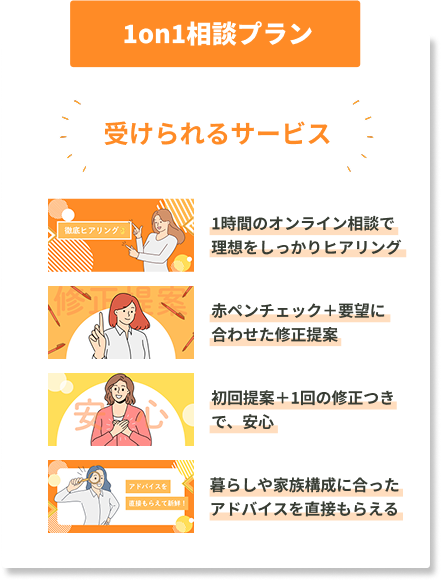 1on1相談プラン
受けられるサービス
徹底ヒアリング♪
1時間のオンライン相談で
理想をしっかりヒアリング
修正提案
赤ペンチェック＋要望に
合わせた修正提案
安心
初回提案＋1回の修正つき
で、安心
アドバイスを
直接もらえて新鮮！
暮らしや家族構成に合った
アドバイスを直接もらえる